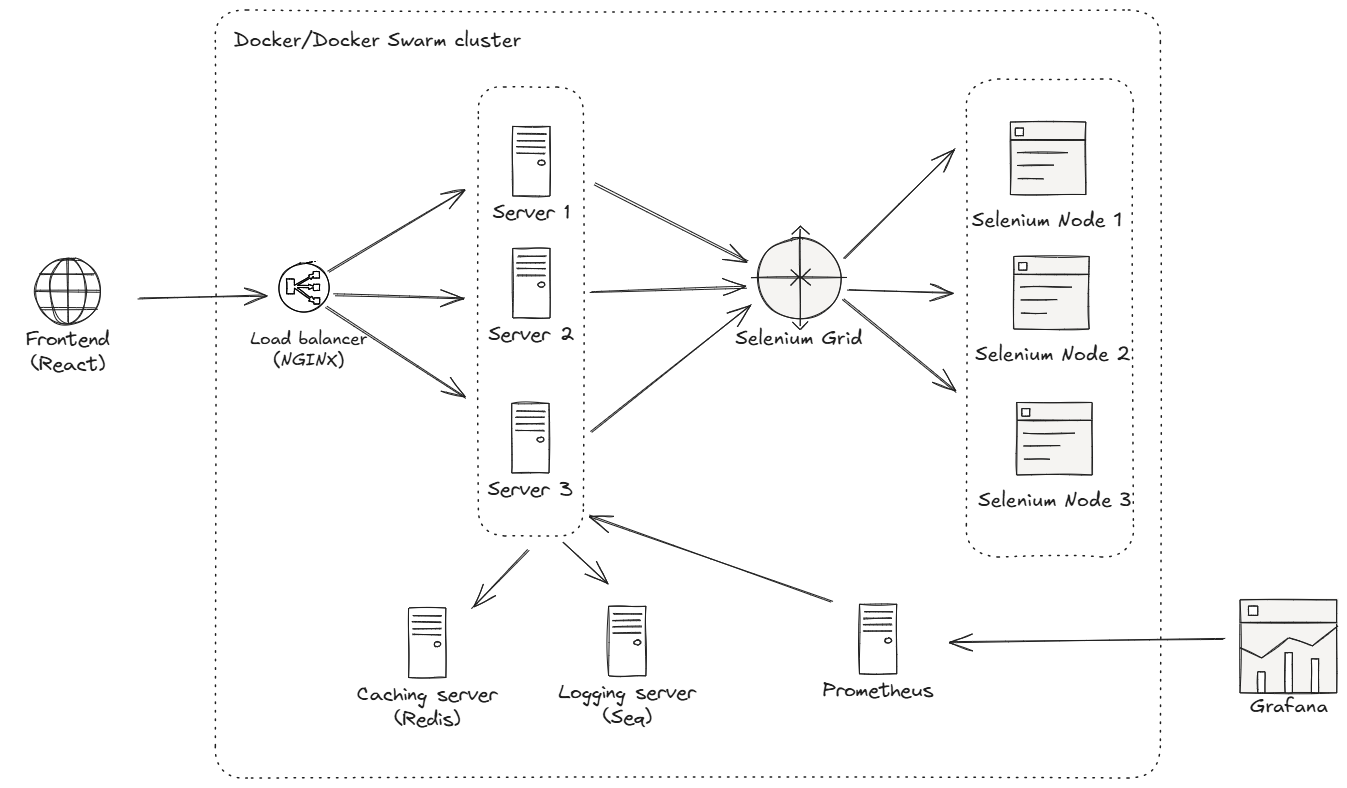 Docker/Docker Swarm cluster
Server 1
Selenium Node 1
Frontend
(React)
Load balancer
(NGINX)
Server 2
Selenium Grid
Selenium Node 2
Server 3
Selenium Node 3
Caching server
(Redis)
Logging server
(Seq)
Prometheus
Grafana